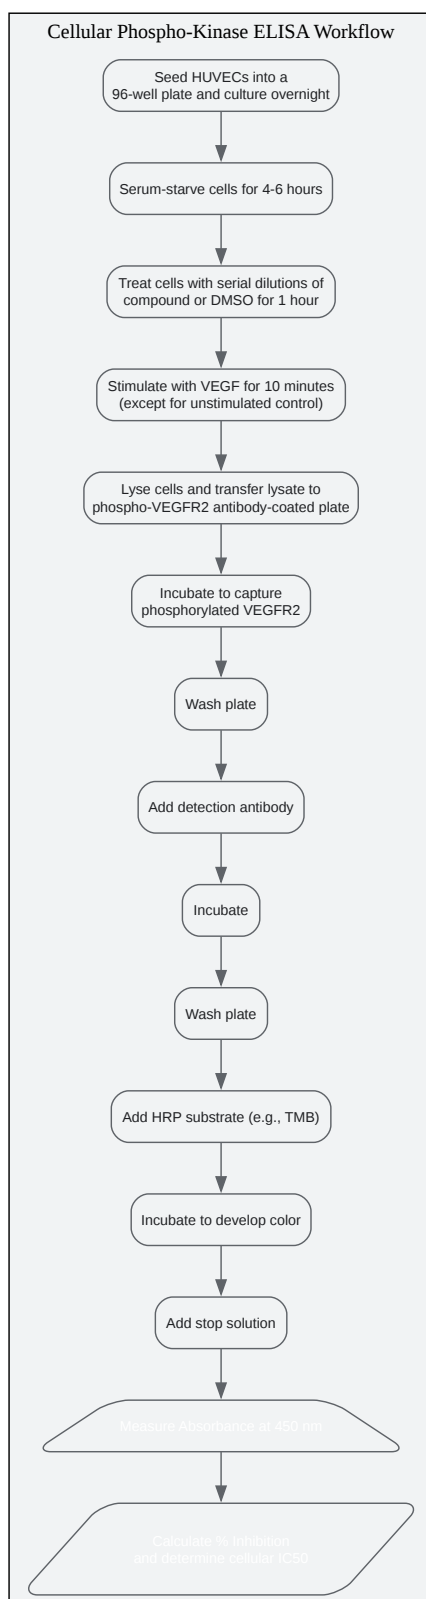 Cellular Phospho-Kinase ELISA Workflow
Seed HUVECs into a
96-well plate and culture overnight
Serum-starve cells for 4-6 hours
Treat cells with serial dilutions of
compound or DMSO for 1 hour
Stimulate with VEGF for 10 minutes
(except for unstimulated control)
Lyse cells and transfer lysate to
phospho-VEGFR2 antibody-coated plate
Incubate to capture
phosphorylated VEGFR2
Wash plate
Add detection antibody
Incubate
Wash plate
Add HRP substrate (e.g., TMB)
Incubate to develop color
Add stop solution
Measure Absorbance at 450 nm
Calculate % Inhibition
and determine cellular IC50